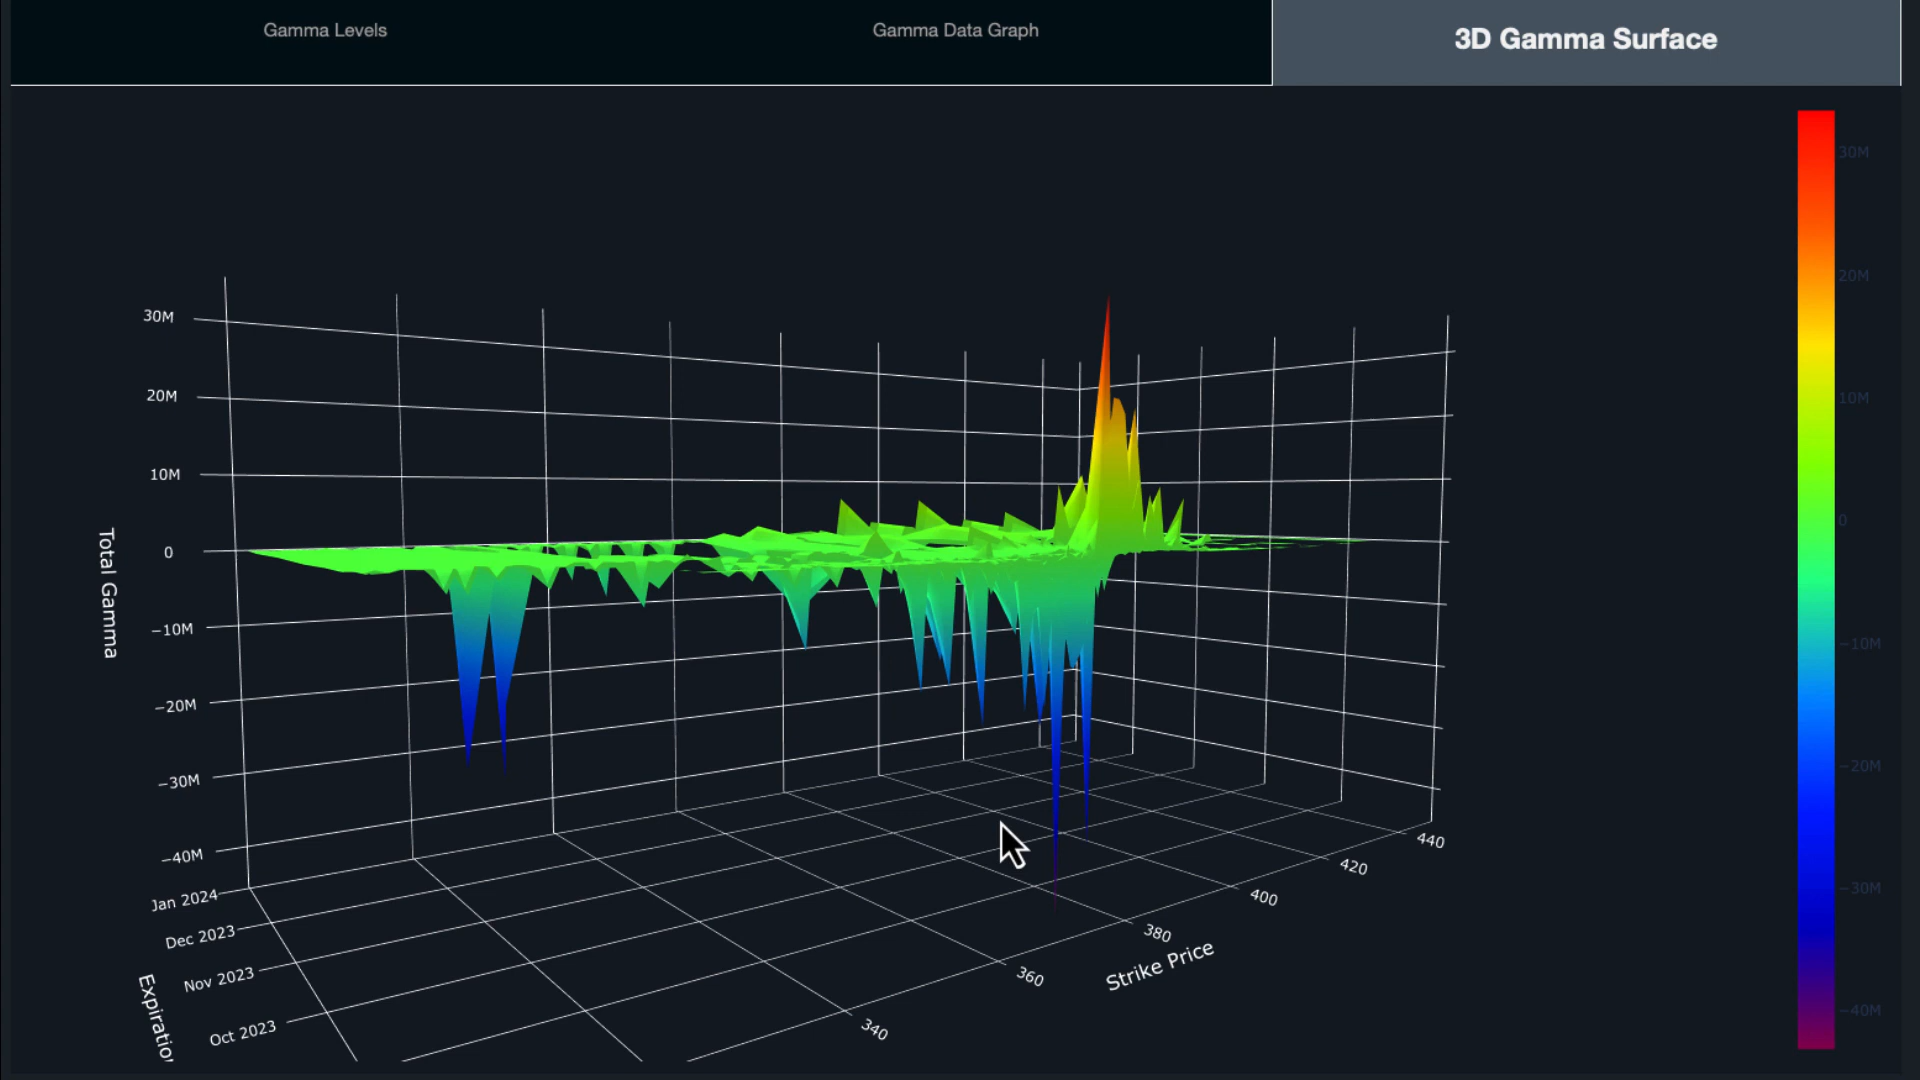 Gamma Levels
Gamma Data Graph
3D Gamma Surface
30M
20M
10M
0
−10M
−20M
−30M
−40M
Total Gamma
Jan 2024
Dec 2023
Nov 2023
Oct 2023
340
360
380
400
420
440
Strike Price
30M
20M
10M
0
−10M
−20M
−30M
−40M